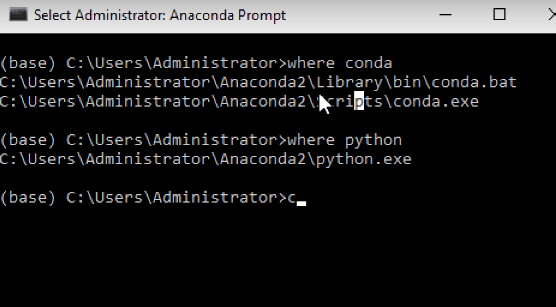 Select Administrator: Anaconda Prompt
(base) C:\Users\Administrator>where conda
C:\Users\Administrator\Anaconda2\Library\bin\conda.bat
C:\Users\Administrator\Anaconda2\Scripts\conda.exe
(base) C:\Users\Administrator>where python
C:\Users\Administrator\Anaconda2\python.exe
(base) C:\Users\Administrator>c